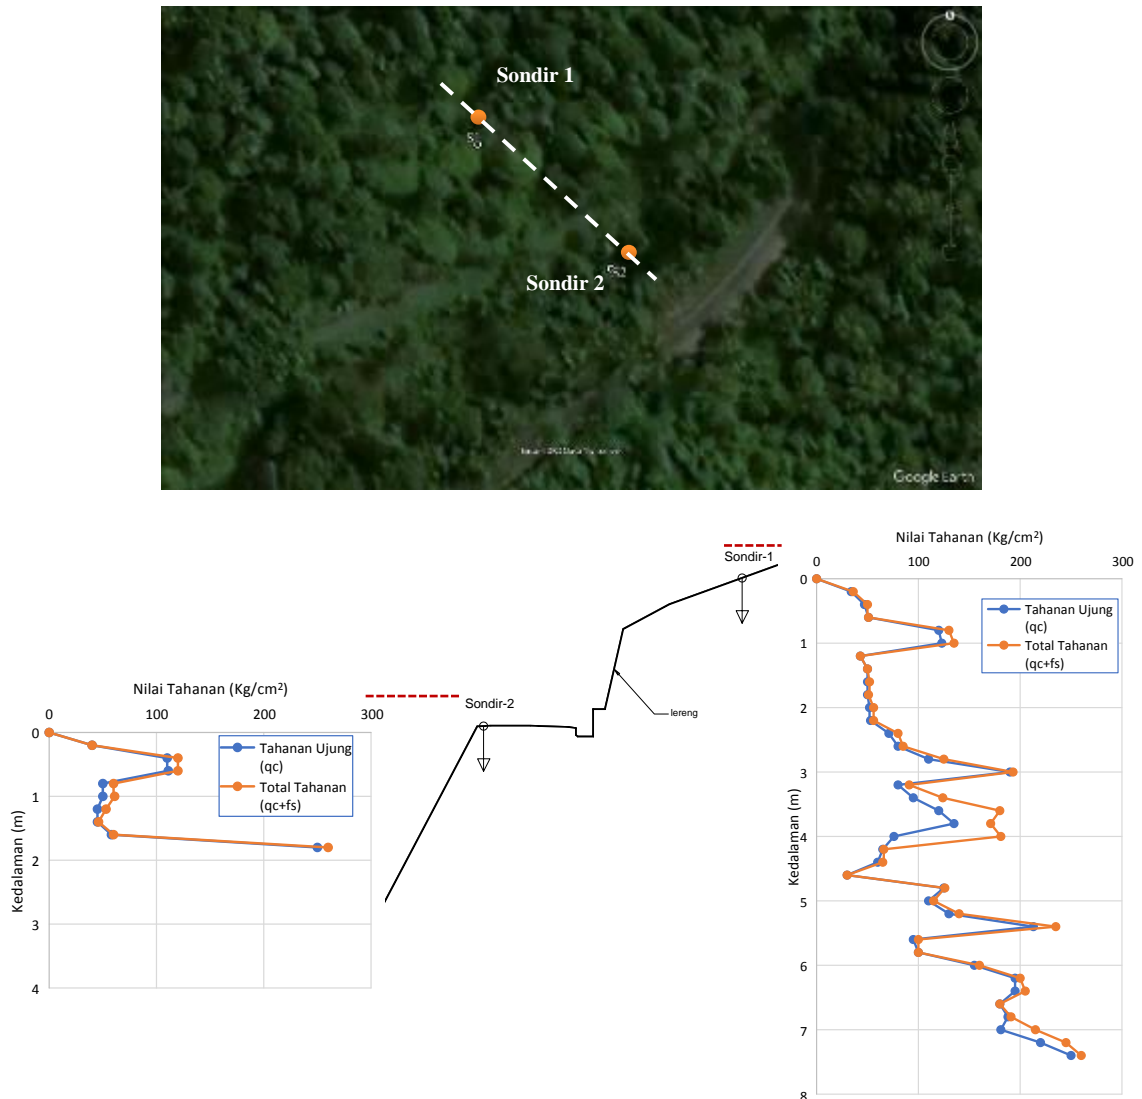 Sondir 1
Sondir 2
Google Earth
Nilai Tahanan (Kg/cm²)
0 100 200 300
0
1
2
3
4
5
6
7
8
Kedalaman (m)
Tahanan Ujung
(qc)
Total Tahanan
(qc+fs)
Sondir-1
lereng
Sondir-2
Nilai Tahanan (Kg/cm²)
0 100 200 300
0
1
2
3
4
Kedalaman (m)
Tahanan Ujung
(qc)
Total Tahanan
(qc+fs)